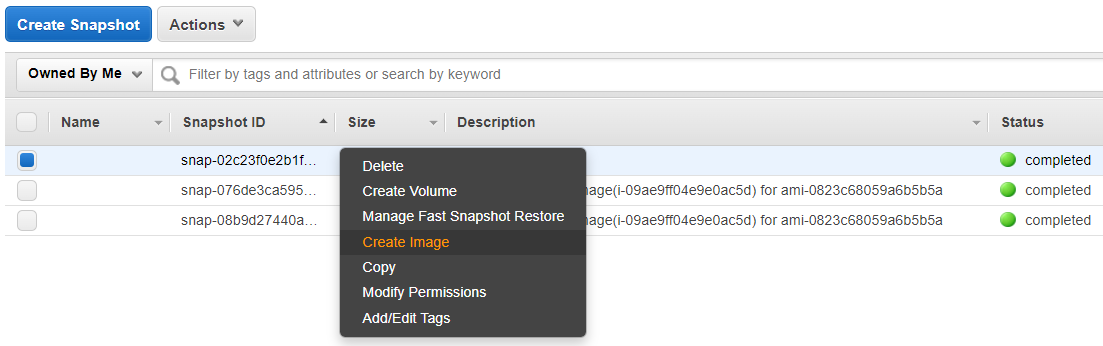 Create Snapshot Actions
Owned By Me Filter by tags and attributes or search by keyword
Name Snapshot ID Size Description Status
snap-02c23f0e2b1f… completed
snap-076de3ca595… mage(i-09ae9ff04e9e0ac5d) for ami-0823c68059a6b5b5a completed
snap-08b9d27440a… mage(i-09ae9ff04e9e0ac5d) for ami-0823c68059a6b5b5a completed
Delete
Create Volume
Manage Fast Snapshot Restore
Create Image
Copy
Modify Permissions
Add/Edit Tags